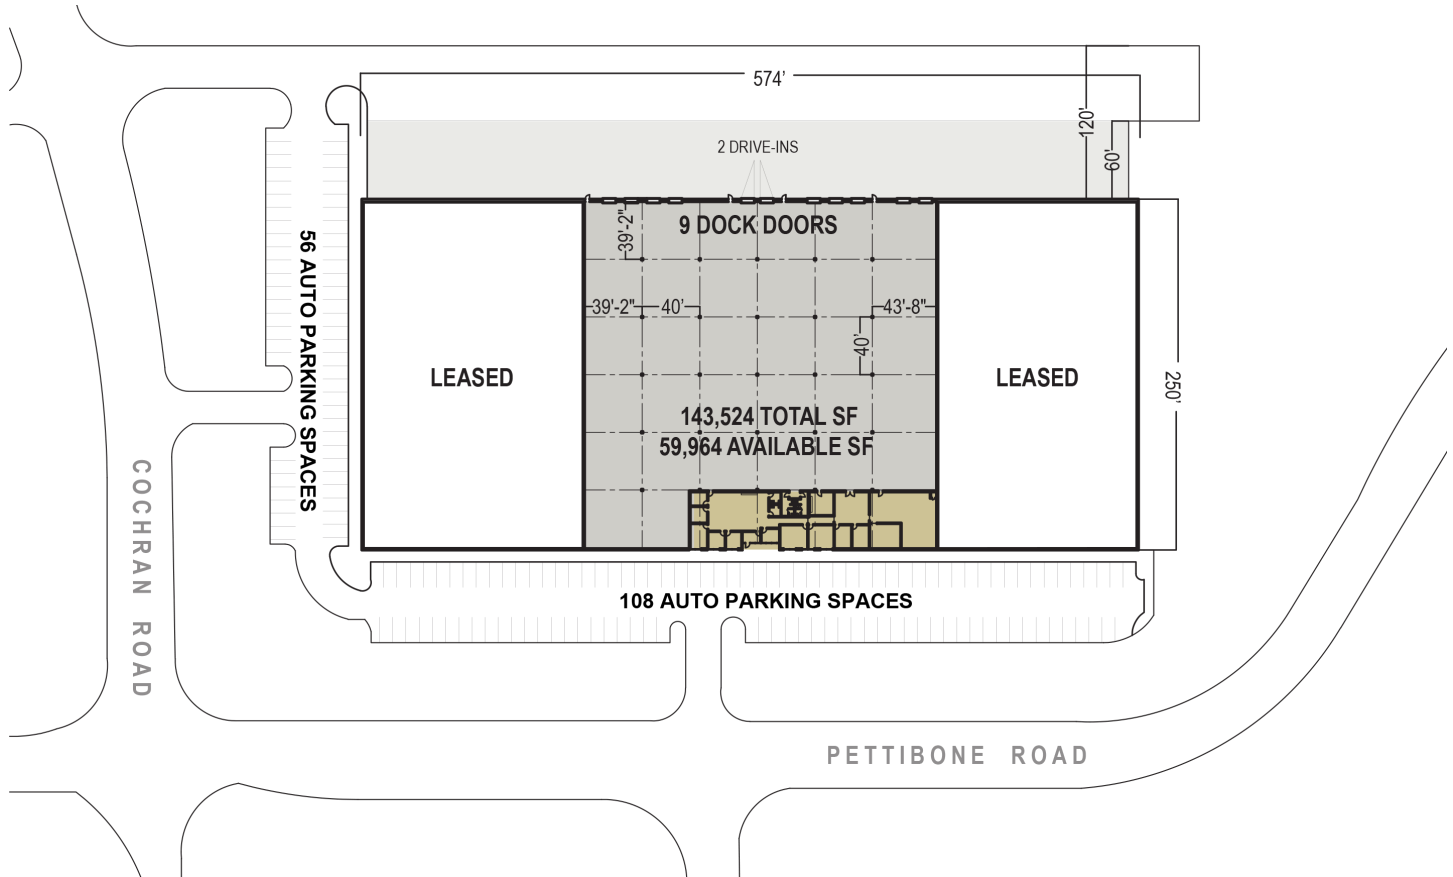 574'
120'
60'
2 DRIVE-INS
9 DOCK DOORS
39'-2"
39'-2"
40'
43'-8"
40'
LEASED
LEASED
250'
143,524 TOTAL SF
59,964 AVAILABLE SF
56 AUTO PARKING SPACES
108 AUTO PARKING SPACES
COCHRAN ROAD
PETTIBONE ROAD